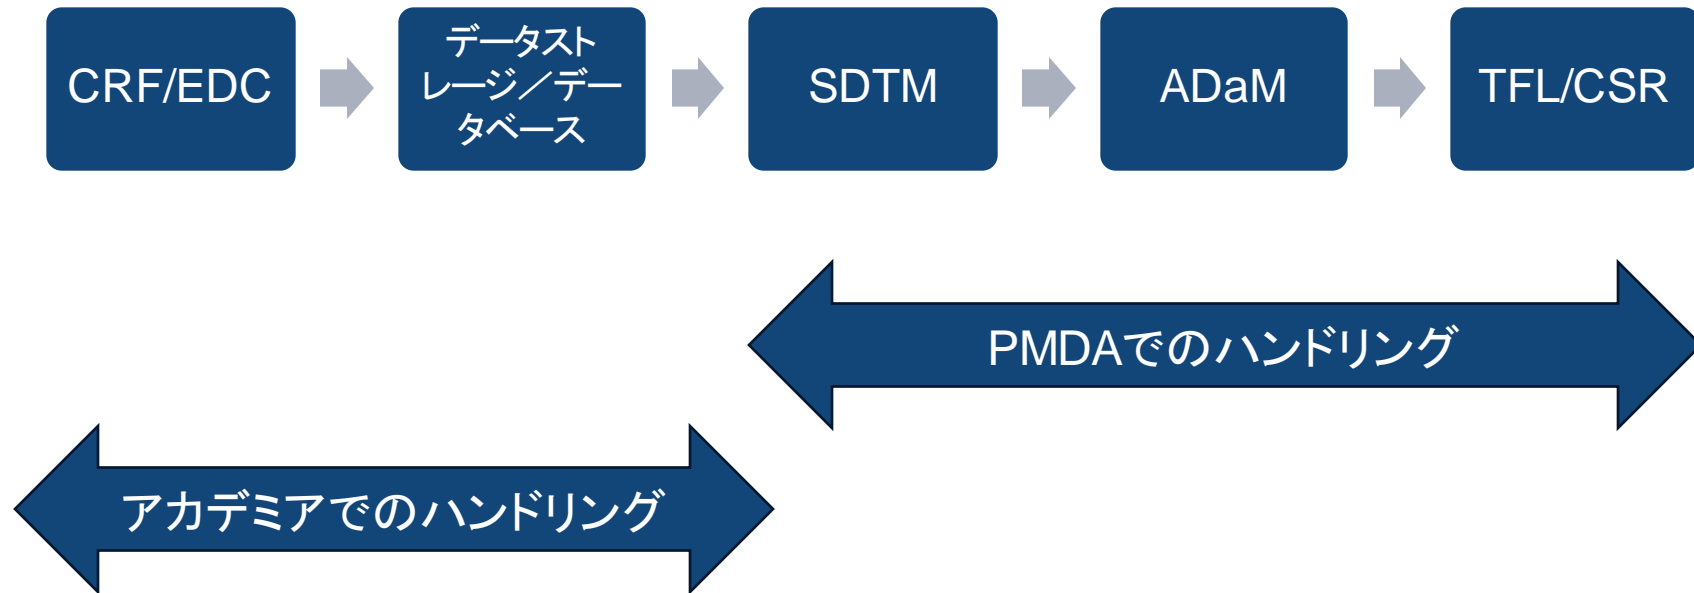 CRF/EDC
データスト
レージ／デー
タベース
SDTM
ADaM
TFL/CSR
PMDAでのハンドリング
アカデミアでのハンドリング